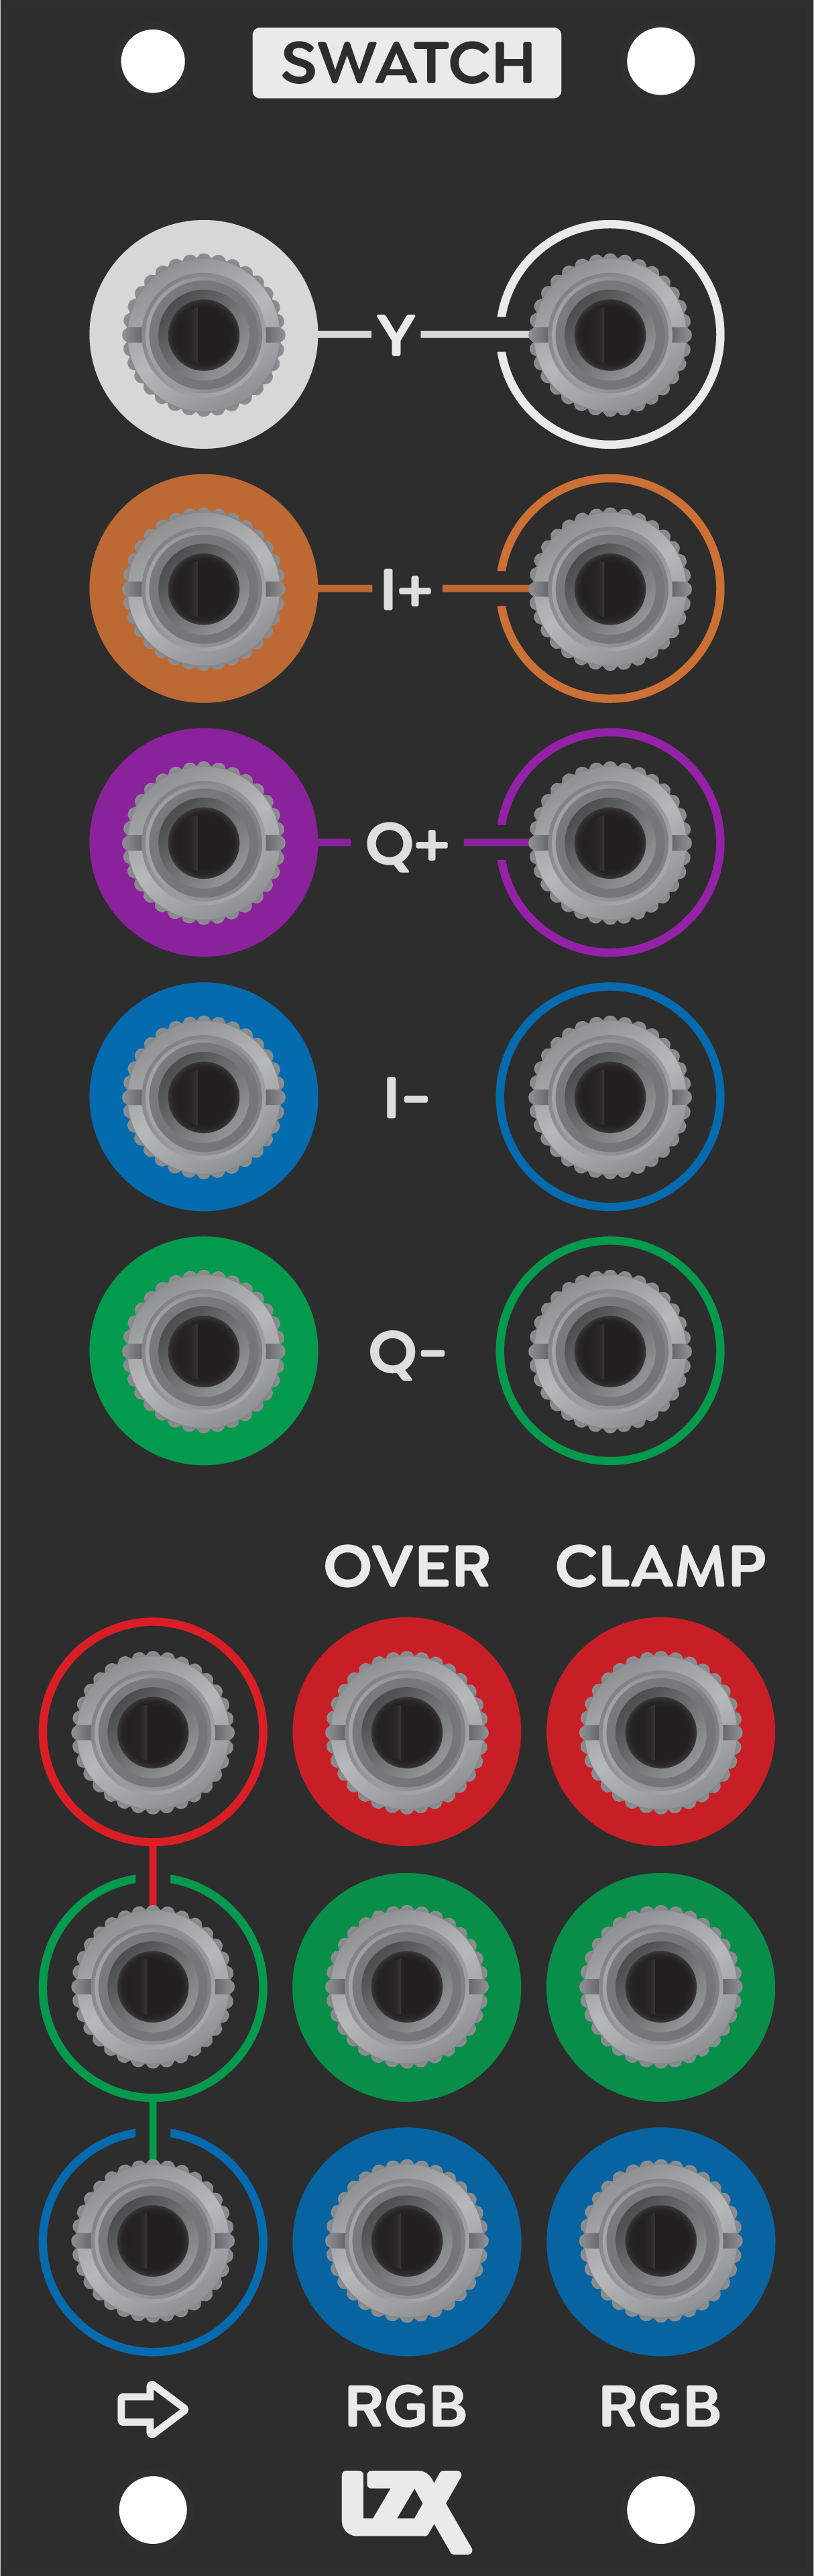 SWATCH
Y
I+
Q+
I-
Q-
OVER CLAMP
RGB RGB
LZX